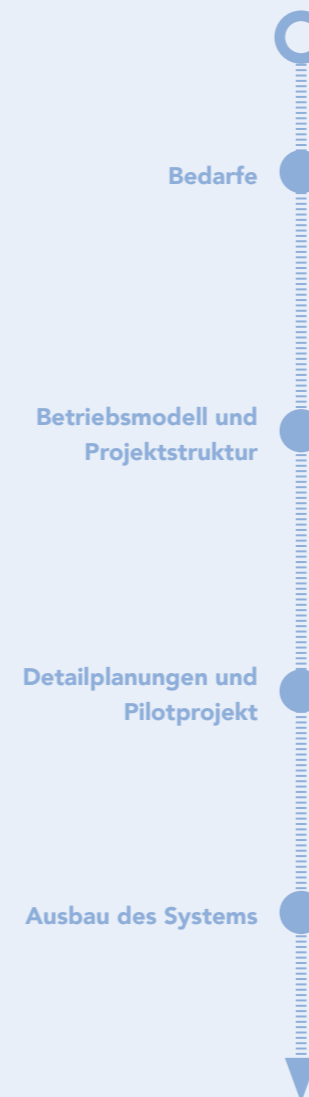 Bedarfe
Betriebsmodell und
Projektstruktur
Detailplanungen und
Pilotprojekt
Ausbau des Systems